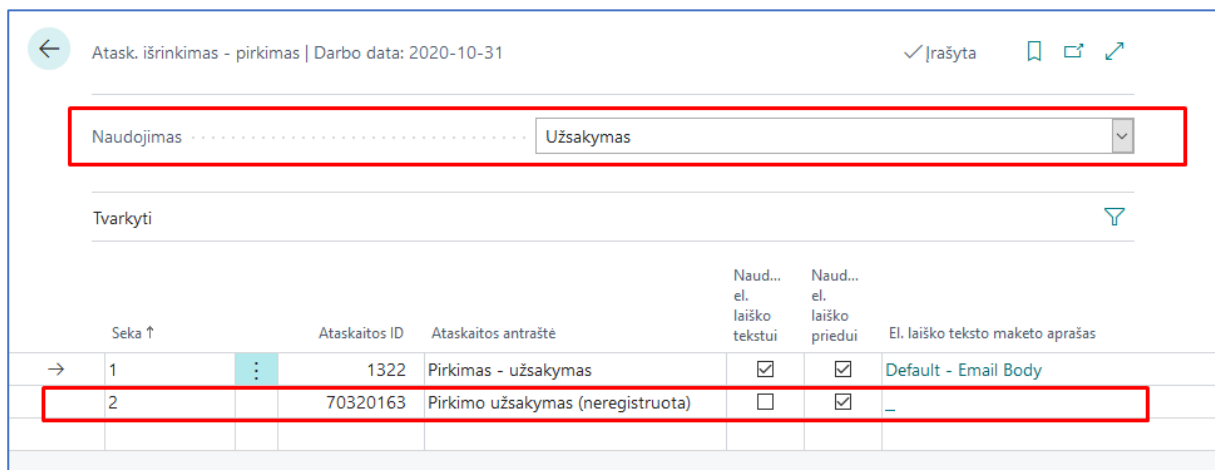 Atask. išrinkimas - pirkimas | Darbo data: 2020-10-31 ✓ Įrašyta
Naudojimas Užsakymas
Tvarkyti
Seka ↑ Ataskaitos ID Ataskaitos antraštė Naud... el. laiško tekstui Naud... el. laiško priedui El. laiško teksto maketo aprašas
→ 1 1322 Pirkimas - užsakymas Default - Email Body
2 70320163 Pirkimo užsakymas (neregistruota) _